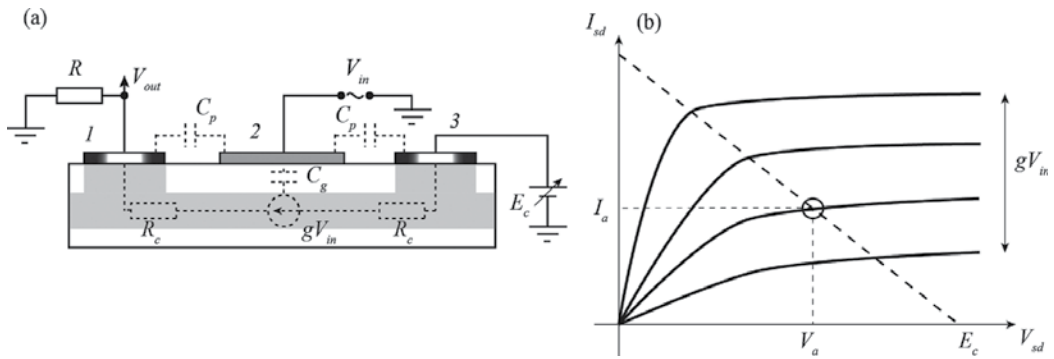 (a)
R
V_out
V_in
C_p
C_p
1
2
3
C_g
E_c
R_c
gV_in
R_c
(b)
I_sd
gV_in
I_a
V_a
E_c
V_sd